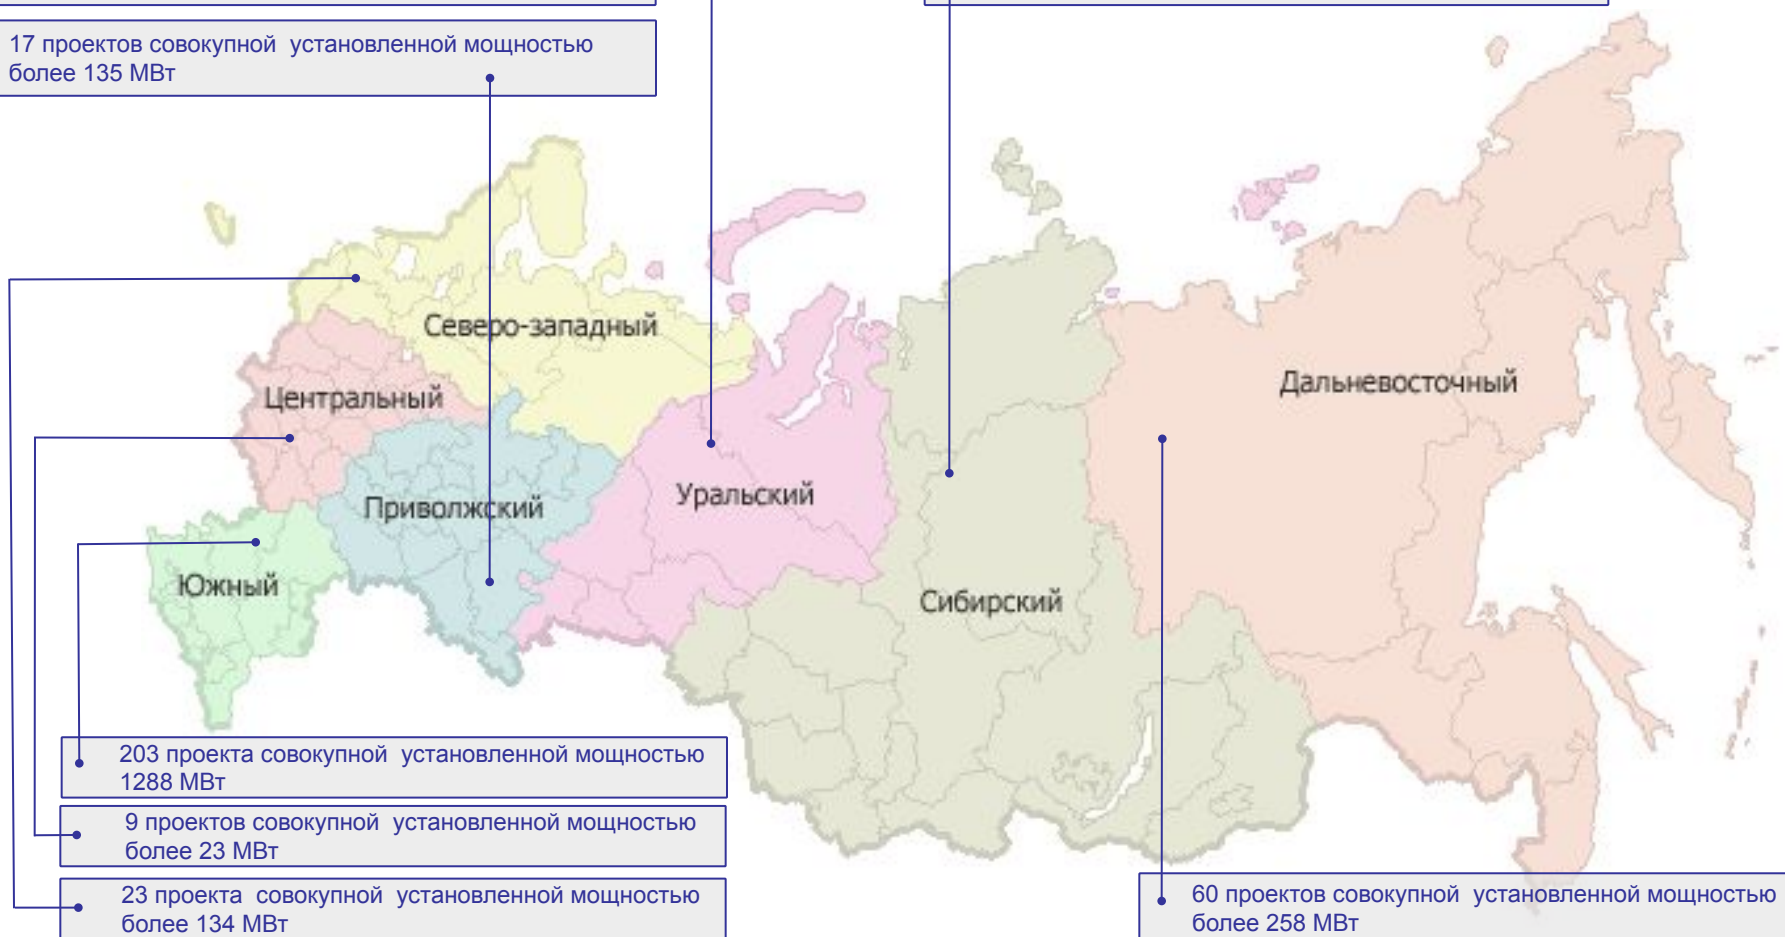 17 проектов совокупной установленной мощностью
более 135 МВт
Северо-западный
Центральный
Дальневосточный
Приволжский
Уральский
Южный
Сибирский
203 проекта совокупной установленной мощностью
1288 МВт
9 проектов совокупной установленной мощностью
более 23 МВт
23 проекта совокупной установленной мощностью
более 134 МВт
60 проектов совокупной установленной мощностью
более 258 МВт